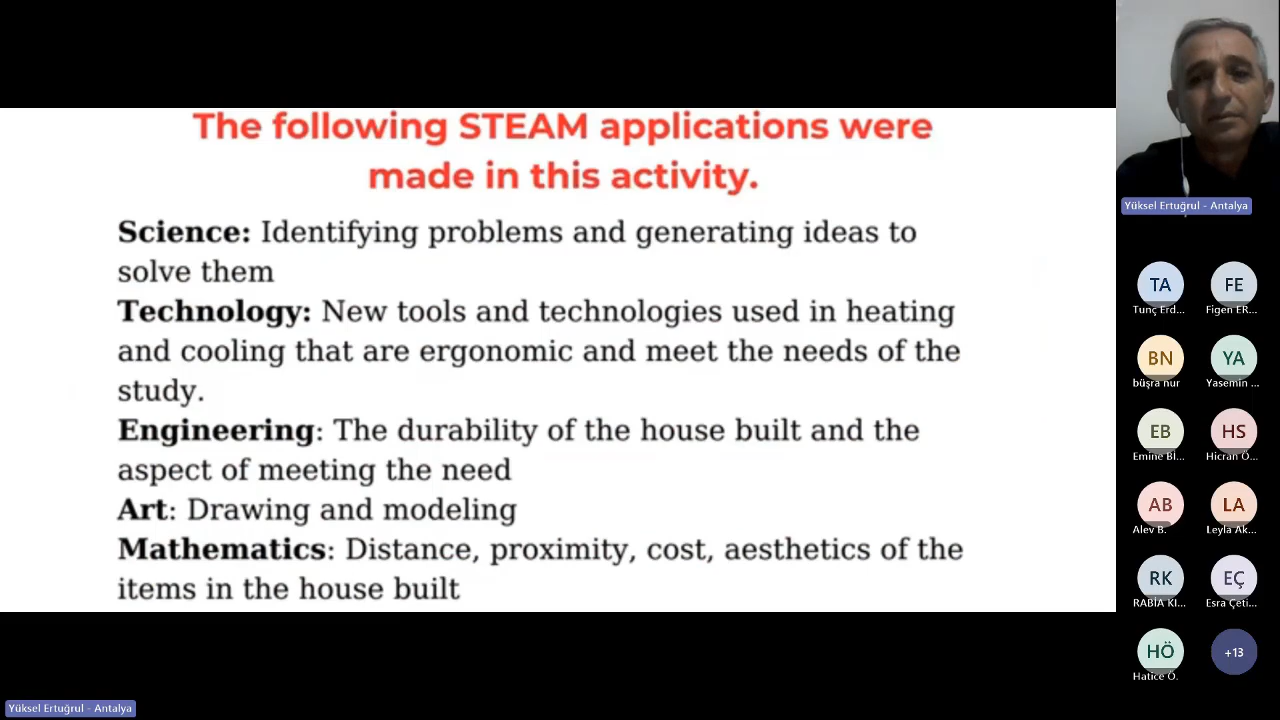 The following STEAM applications were
made in this activity.
Science: Identifying problems and generating ideas to
solve them
Technology: New tools and technologies used in heating
and cooling that are ergonomic and meet the needs of the
study.
Engineering: The durability of the house built and the
aspect of meeting the need
Art: Drawing and modeling
Mathematics: Distance, proximity, cost, aesthetics of the
items in the house built
Yüksel Ertuğrul - Antalya
TA
FE
Tunç Erd...
Figen ER...
BN
YA
büşra nur
Yasemin ...
EB
HS
Emine Bİ...
Hicran Ö...
AB
LA
Alev B.
Leyla Ak...
RK
EÇ
RABİA KI...
Esra Çeti...
HÖ
+13
Hatice Ö.
Yüksel Ertuğrul - Antalya